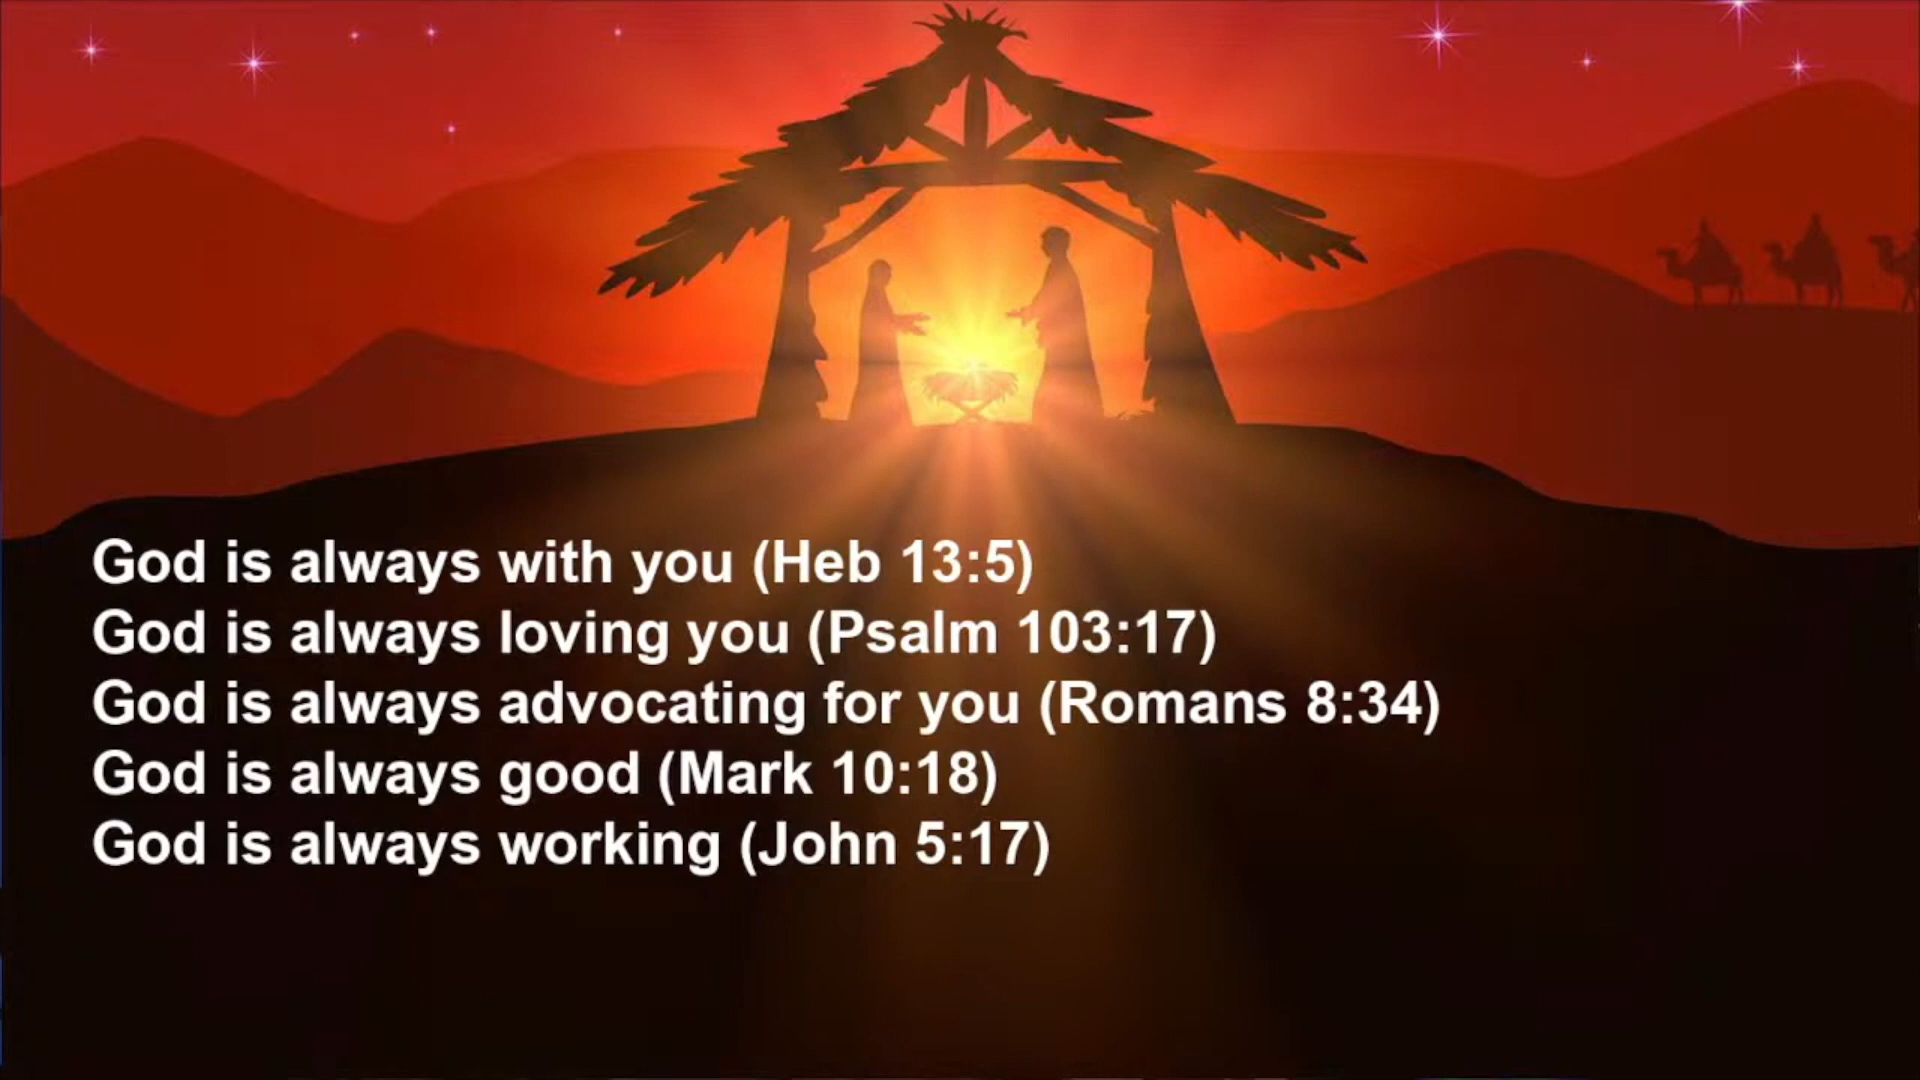 God is always with you (Heb 13:5)
God is always loving you (Psalm 103:17)
God is always advocating for you (Romans 8:34)
God is always good (Mark 10:18)
God is always working (John 5:17)